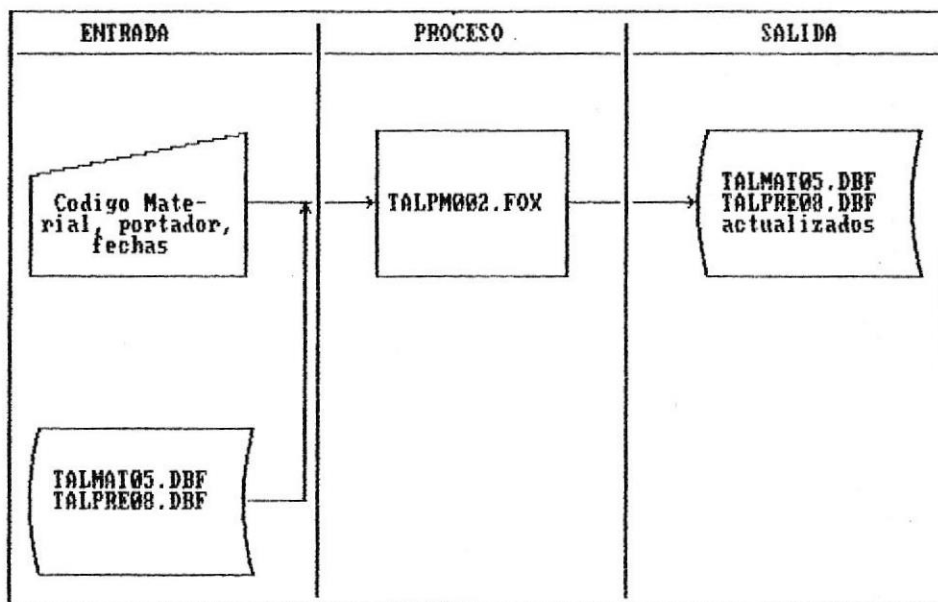 ENTRADA
PROCESO
SALIDA
Codigo Mate-
rial, portador,
fechas
TALPM002.FOX
TALMAT05.DBF
TALPRE08.DBF
actualizados
TALMAT05.DBF
TALPRE08.DBF